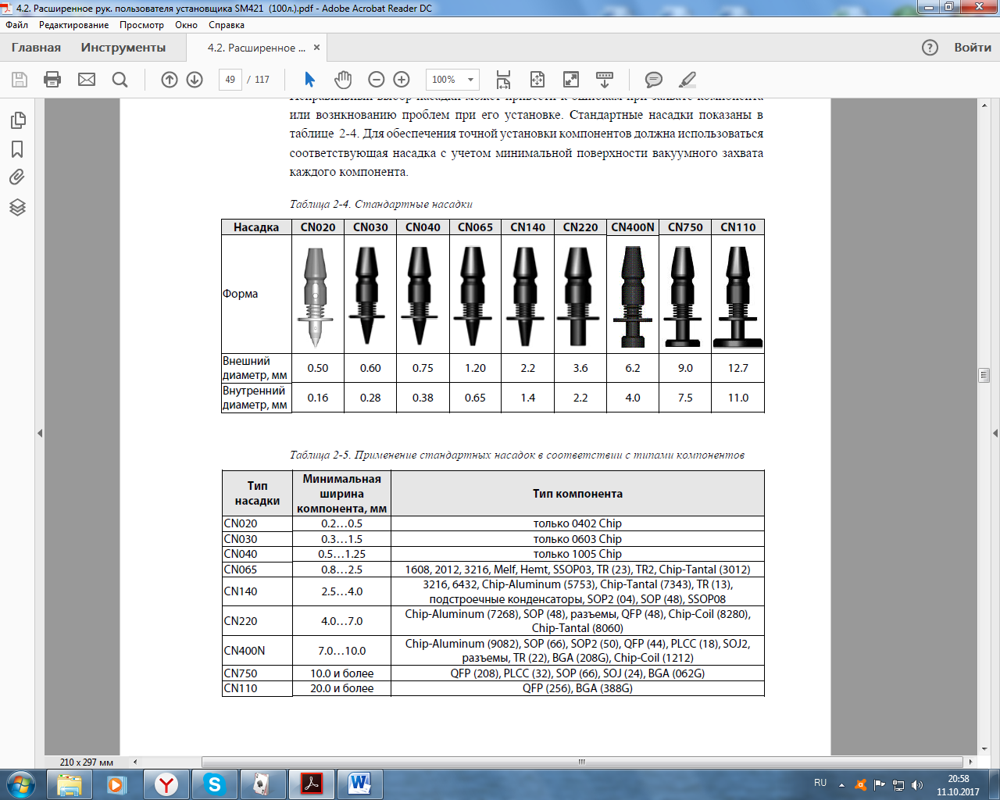 4.2. Расширенное рук. пользователя установщика SM421  (100л.).pdf - Adobe Acrobat Reader DC
Файл Редактирование Просмотр Окно Справка
Главная Инструменты 4.2. Расширенное ... × ? Войти
49 / 117 100%
Неправильный выбор насадки может привести к ошибкам при захвате компонента
или вознкнованию проблем при его установке. Стандартные насадки показаны в
таблице 2-4. Для обеспечения точной установки компонентов должна использоваться
соответствующая насадка с учетом минимальной поверхности вакуумного захвата
каждого компонента.
Таблица 2-4. Стандартные насадки
Насадка CN020 CN030 CN040 CN065 CN140 CN220 CN400N CN750 CN110
Форма
Внешний
диаметр, мм 0.50 0.60 0.75 1.20 2.2 3.6 6.2 9.0 12.7
Внутренний
диаметр, мм 0.16 0.28 0.38 0.65 1.4 2.2 4.0 7.5 11.0
Таблица 2-5. Применение стандартных насадок в соответствии с типами компонентов
Тип
насадки
Минимальная
ширина
компонента, мм
Тип компонента
CN020 0.2…0.5 только 0402 Chip
CN030 0.3…1.5 только 0603 Chip
CN040 0.5…1.25 только 1005 Chip
CN065 0.8…2.5 1608, 2012, 3216, Melf, Hemt, SSOP03, TR (23), TR2, Chip-Tantal (3012)
CN140 2.5…4.0 3216, 6432, Chip-Aluminum (5753), Chip-Tantal (7343), TR (13),
подстроечные конденсаторы, SOP2 (04), SOP (48), SSOP08
CN220 4.0…7.0 Chip-Aluminum (7268), SOP (48), разъемы, QFP (48), Chip-Coil (8280),
Chip-Tantal (8060)
CN400N 7.0…10.0 Chip-Aluminum (9082), SOP (66), SOP2 (50), QFP (44), PLCC (18), SOJ2,
разъемы, TR (22), BGA (208G), Chip-Coil (1212)
CN750 10.0 и более QFP (208), PLCC (32), SOP (66), SOJ (24), BGA (062G)
CN110 20.0 и более QFP (256), BGA (388G)
210 x 297 мм
RU 20:58
11.10.2017